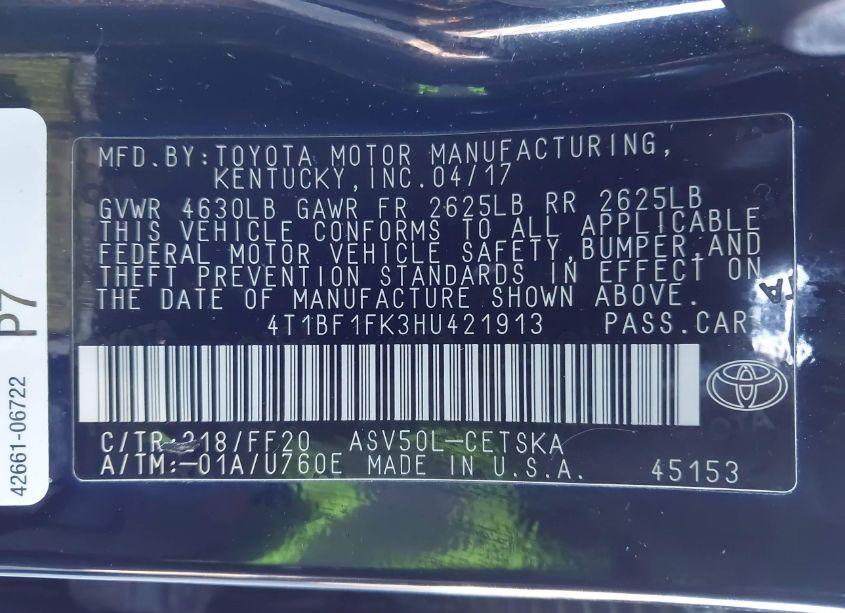 MFD.BY:TOYOTA MOTOR MANUFACTURING,
KENTUCKY,INC.04/17
GVWR 4630LB GAWR FR 2625LB RR 2625LB
THIS VEHICLE CONFORMS TO ALL APPLICABLE
FEDERAL MOTOR VEHICLE SAFETY,BUMPER,AND
THEFT PREVENTION STANDARDS IN EFFECT ON
THE DATE OF MANUFACTURE SHOWN ABOVE.
4T1BF1FK3HU421913 PASS.CAR
C/TR:218/FF20 ASV50L-CETSKA
A/TM:-01A/U760E MADE IN U.S.A. 45153
P7
42661-06722